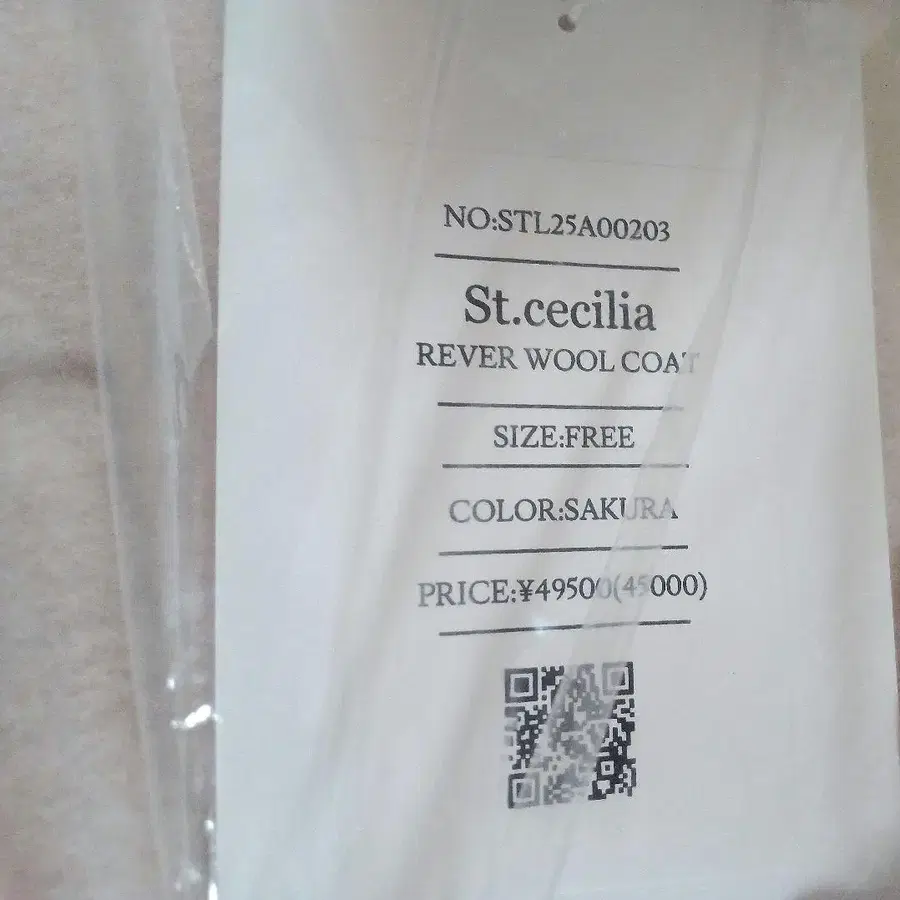 NO:STL25A00203
St.cecilia
REVER WOOL COAT
SIZE:FREE
COLOR:SAKURA
PRICE:¥49500(45000)